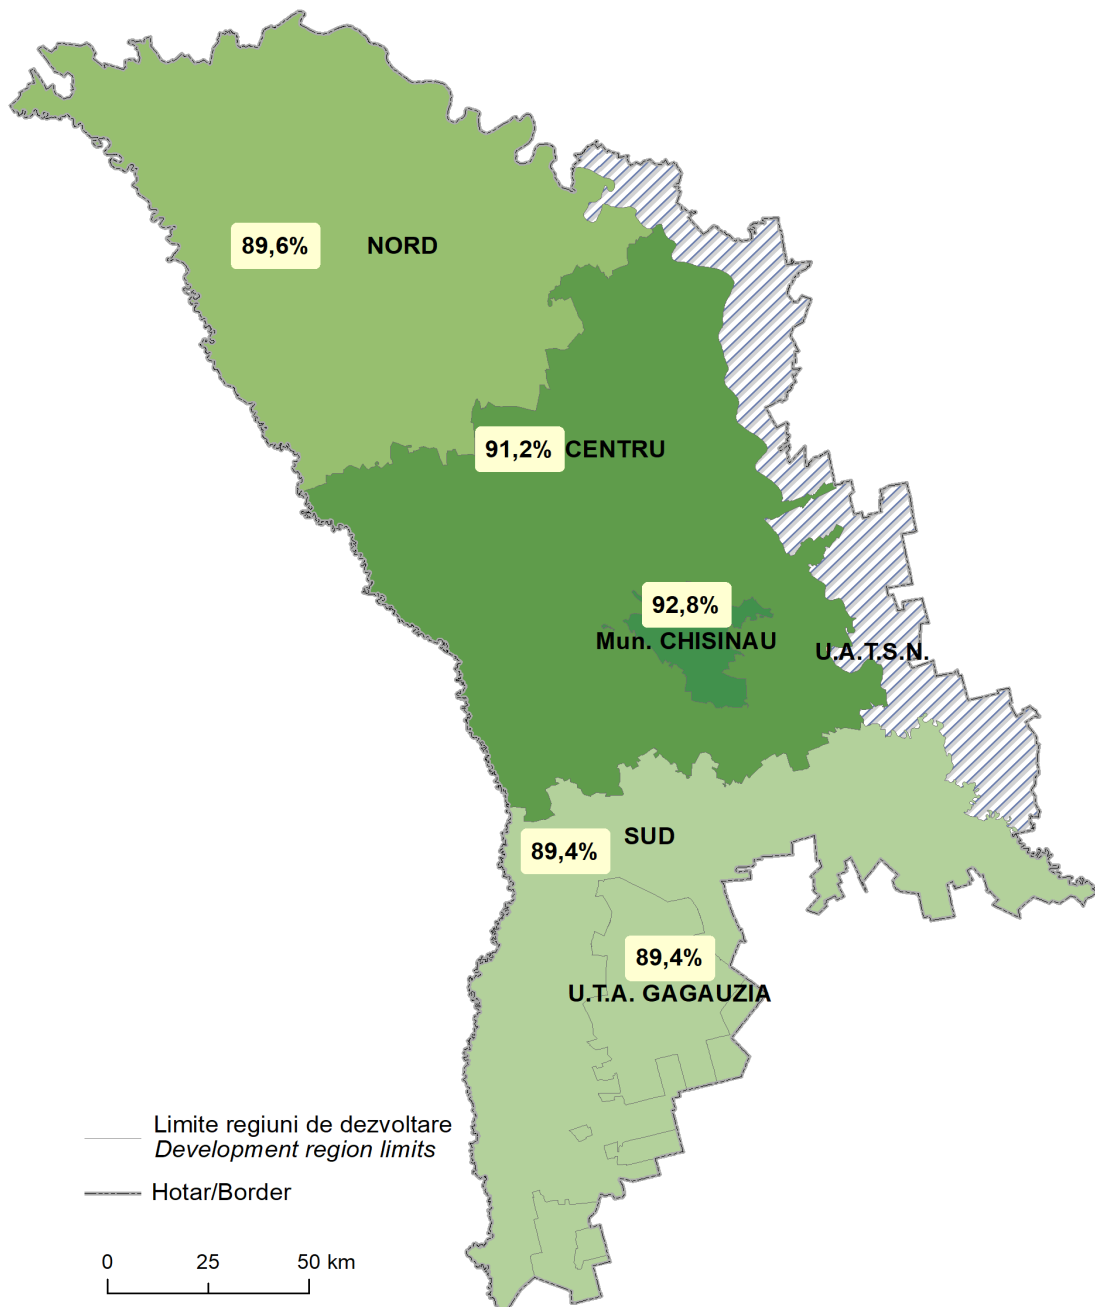 89,6%
NORD
91,2%
CENTRU
92,8%
Mun. CHISINAU
U.A.T.S.N.
SUD
89,4%
89,4%
U.T.A. GAGAUZIA
Limite regiuni de dezvoltare
Development region limits
Hotar/Border
0 25 50 km